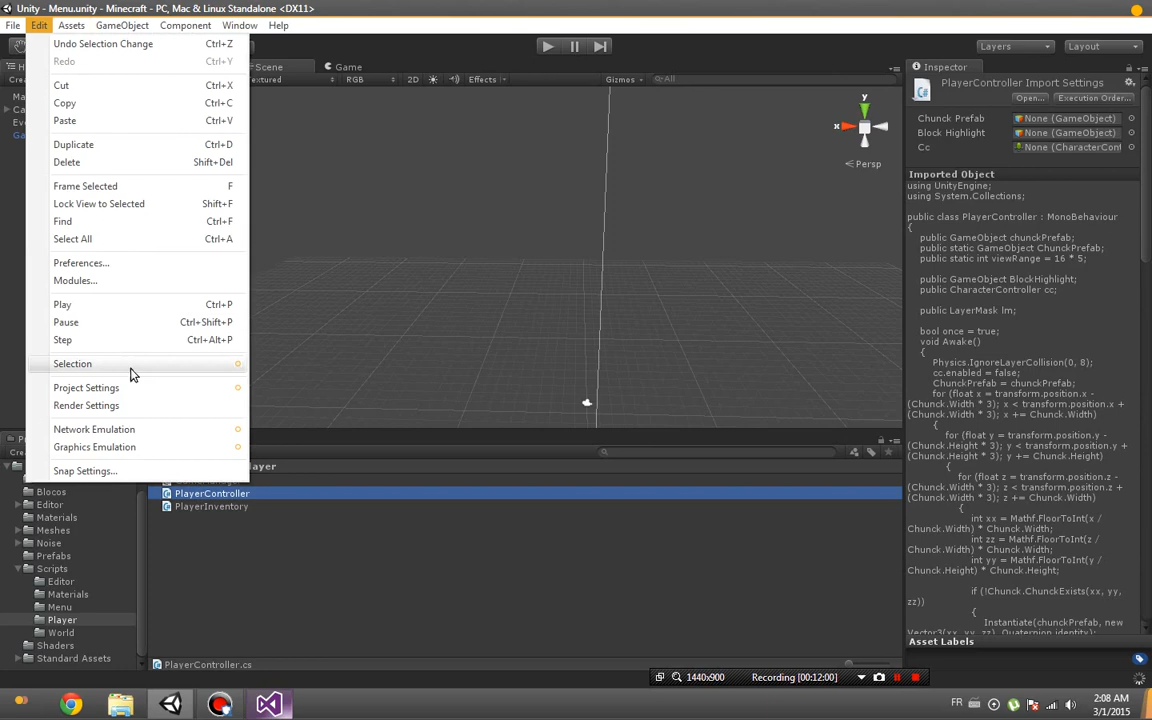 Unity - Menu.unity - Minecraft - PC, Mac & Linux Standalone <DX11>
File Edit Assets GameObject Component Window Help
Undo Selection Change Ctrl+Z
Redo Ctrl+Y
Cut Ctrl+X
Copy Ctrl+C
Paste Ctrl+V
Duplicate Ctrl+D
Delete Shift+Del
Frame Selected F
Lock View to Selected Shift+F
Find Ctrl+F
Select All Ctrl+A
Preferences...
Modules...
Play Ctrl+P
Pause Ctrl+Shift+P
Step Ctrl+Alt+P
Selection
Project Settings
Render Settings
Network Emulation
Graphics Emulation
Snap Settings...
Layers Layout
Scene Game
RGB 2D Effects Gizmos All
y
x
Persp
Inspector
PlayerController Import Settings
Open... Execution Order...
Chunck Prefab None (GameObject)
Block Highlight None (GameObject)
Cc None (CharacterCont
Imported Object
using UnityEngine;
using System.Collections;
public class PlayerController : MonoBehaviour
{
public GameObject chunckPrefab;
public static GameObject ChunckPrefab;
public static int viewRange = 16 * 5;
public GameObject BlockHighlight;
public CharacterController cc;
public LayerMask lm;
bool once = true;
void Awake()
{
Physics.IgnoreLayerCollision(0, 8);
cc.enabled = false;
ChunckPrefab = chunckPrefab;
for (float x = transform.position.x -
(Chunck.Width * 3); x < transform.position.x +
(Chunck.Width * 3); x += Chunck.Width)
{
for (float y = transform.position.y -
(Chunck.Height * 3); y < transform.position.y +
(Chunck.Height * 3); y += Chunck.Height)
{
for (float z = transform.position.z -
(Chunck.Width * 3); z < transform.position.z +
(Chunck.Width * 3); z += Chunck.Width)
{
int xx = Mathf.FloorToInt(x /
Chunck.Width) * Chunck.Width;
int zz = Mathf.FloorToInt(z /
Chunck.Width) * Chunck.Width;
int yy = Mathf.FloorToInt(y /
Chunck.Height) * Chunck.Height;
if (!Chunck.ChunckExists(xx, yy,
zz))
{
Instantiate(chunckPrefab, new
Vector3(xx, yy, zz), Quaternion.identity);
Asset Labels
PlayerController
PlayerInventory
Blocos
Editor
Materials
Meshes
Noise
Prefabs
Scripts
Editor
Materials
Menu
Player
World
Shaders
Standard Assets
PlayerController.cs
1440x900 Recording [00:12:00]
FR
2:08 AM
3/1/2015